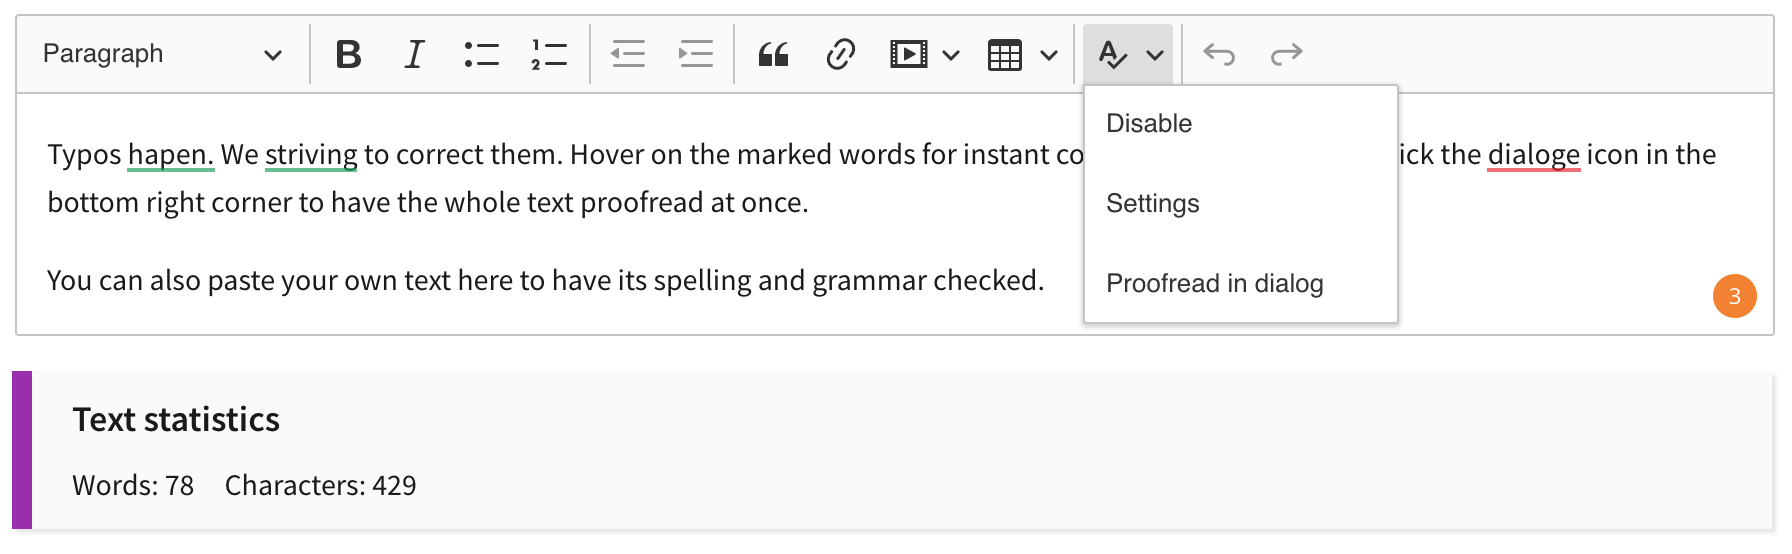 Paragraph
Disable
Settings
Proofread in dialog
Typos hapen. We striving to correct them. Hover on the marked words for instant co ick the dialoge icon in the
bottom right corner to have the whole text proofread at once.
You can also paste your own text here to have its spelling and grammar checked.
3
Text statistics
Words: 78 Characters: 429